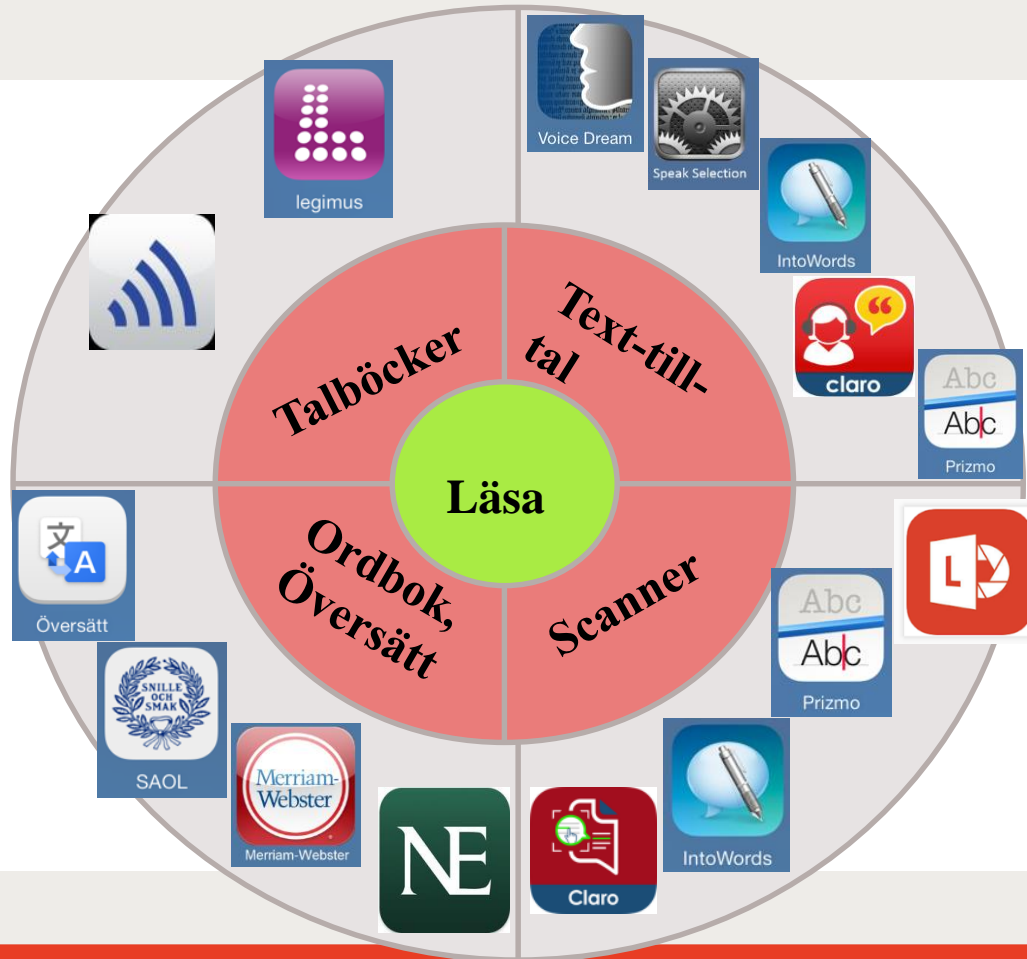 Voice Dream
Speak Selection
legimus
IntoWords
“
claro
Abc
Abc
Prizmo
Talböcker
Text-till-
tal
Läsa
Ordbok,
Översätt
Scanner
文
A
Översätt
L
Abc
Abc
Prizmo
SNILLE
OCH
SMAK
SAOL
Merriam-
Webster
Merriam-Webster
NE
Claro
IntoWords